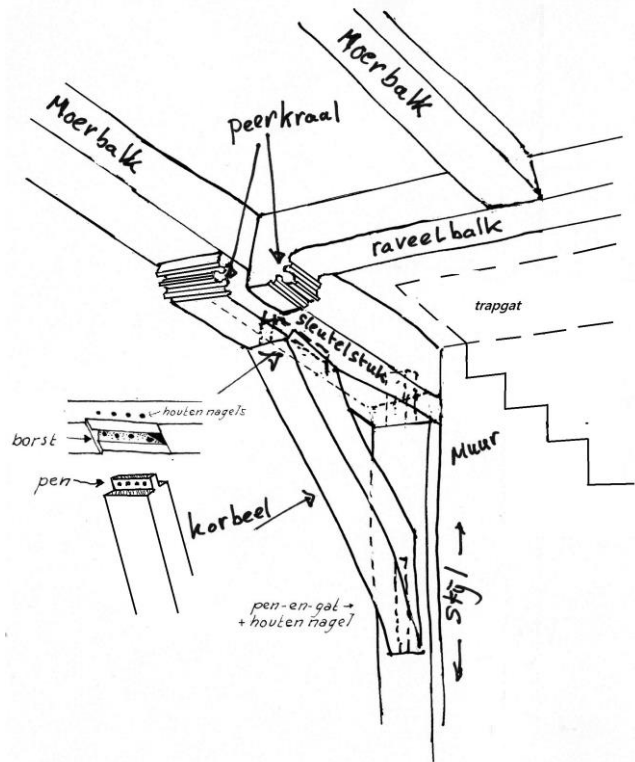 Moerbalk
Moerbalk
peerkraal
raveelbalk
trapgat
sleutelstuk
houten nagels
borst
pen
korbeel
Muur
Stijl
pen-en-gat
+ houten nagel